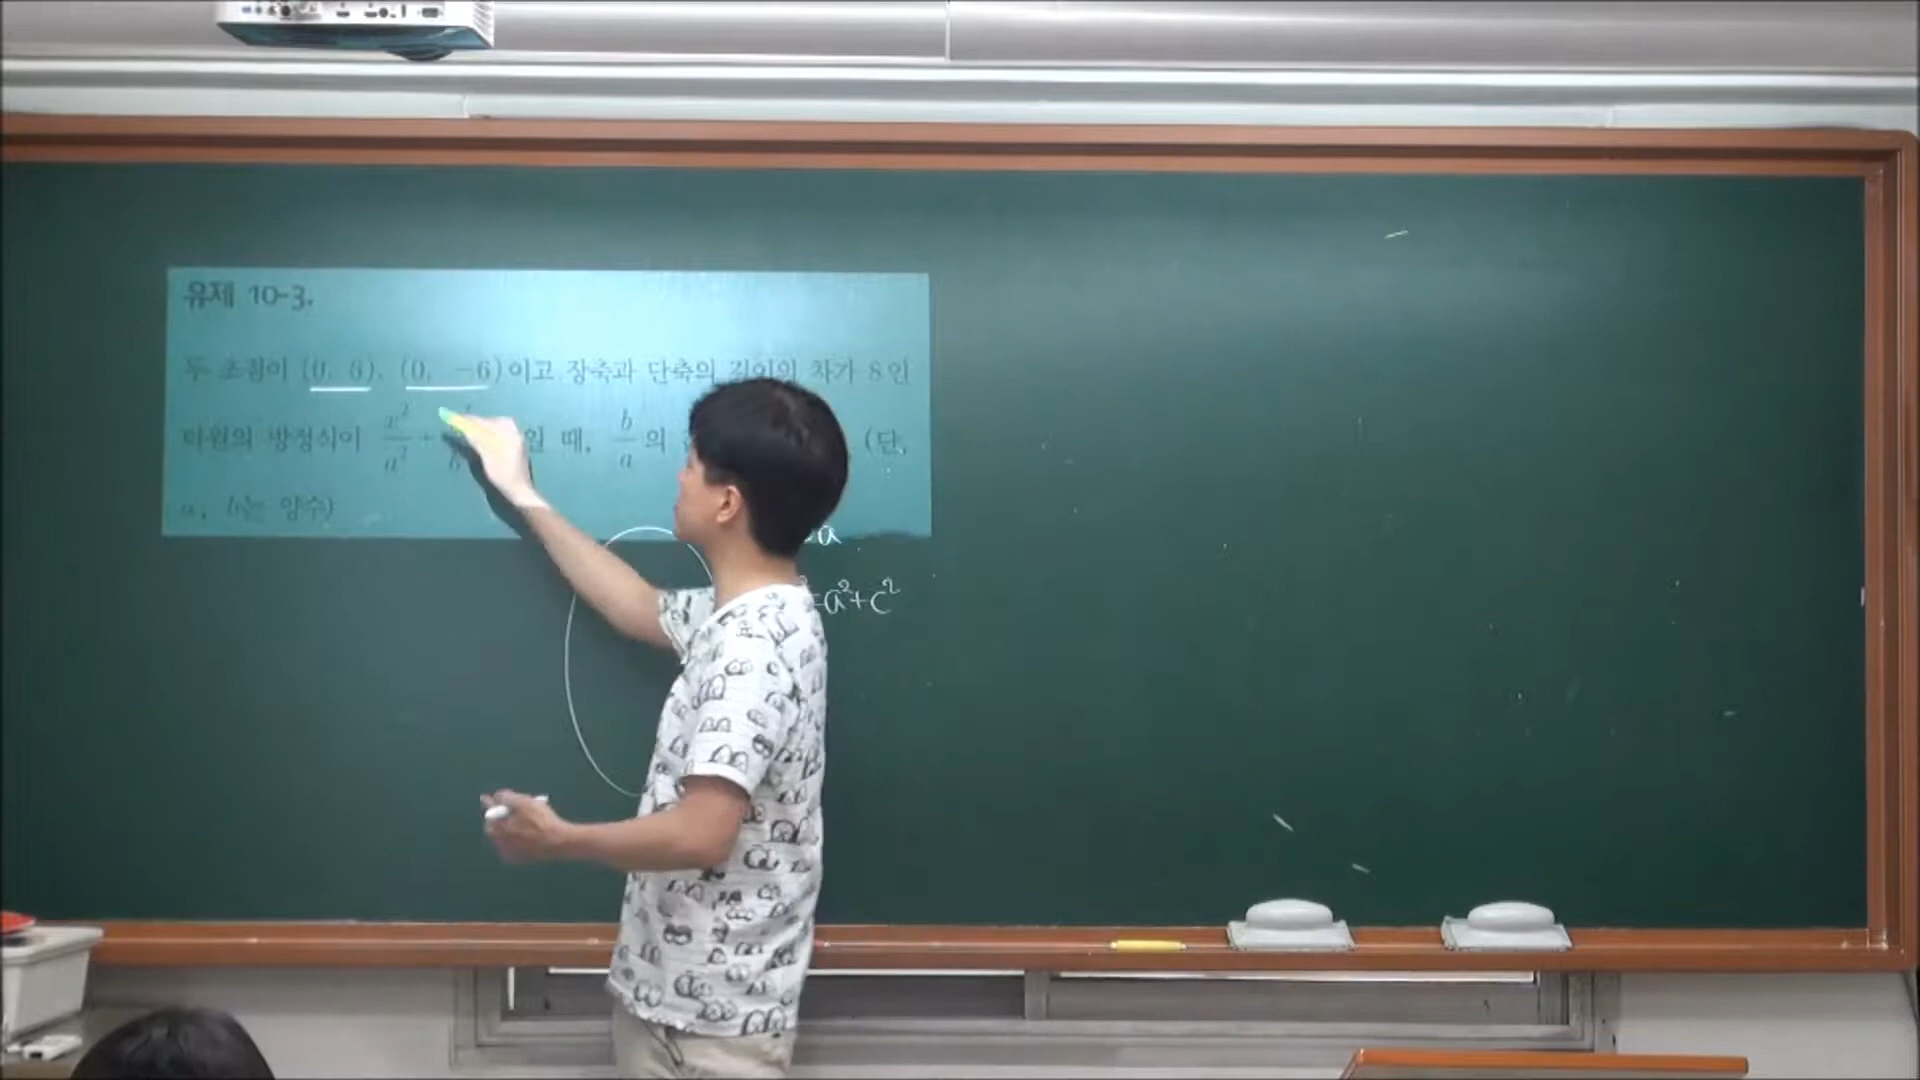 유제 10-3.
두 초점이 (0, 6), (0, -6)이고 장축과 단축의 길이의 차가 8인
타원의 방정식이 x²/a² + 일 때, b/a 의 (단,
a, b는 양수)
a
=a²+c²